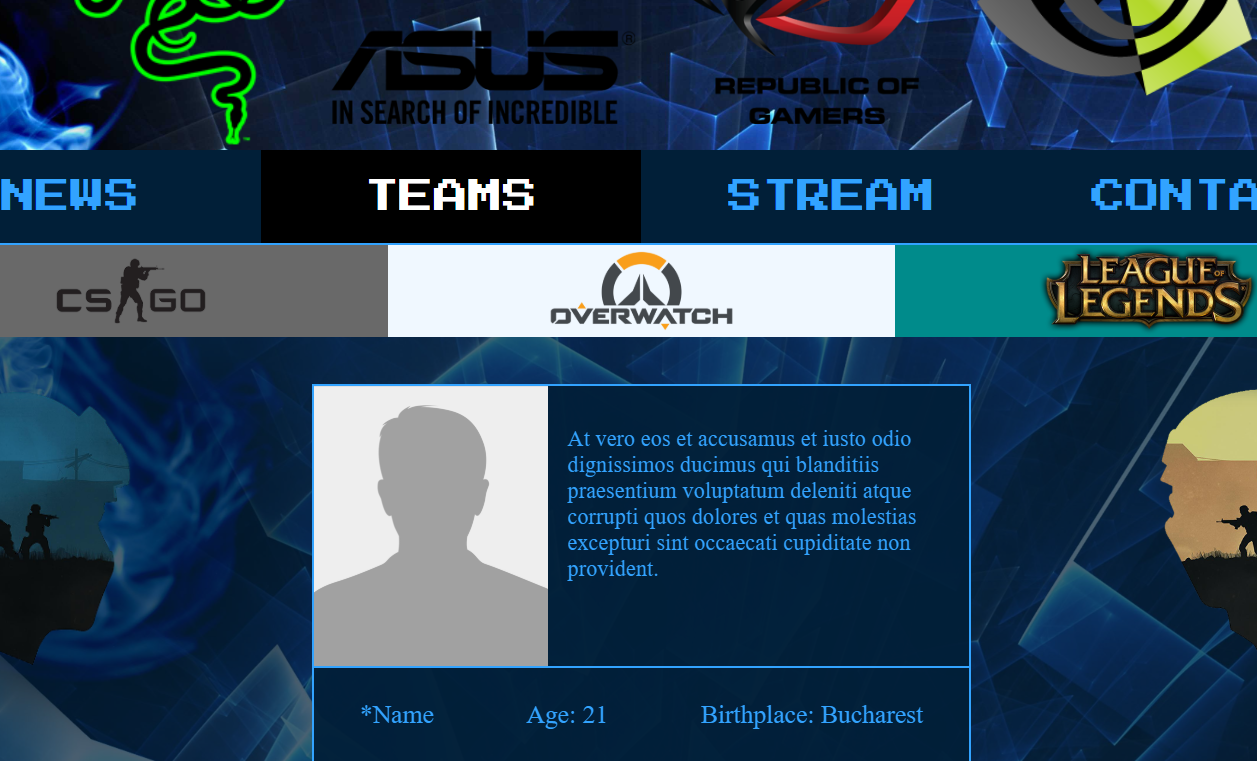 ASUS®
IN SEARCH OF INCREDIBLE
REPUBLIC OF
GAMERS
NEWS TEAMS STREAM CONTA
CS GO
OVERWATCH
LEAGUE OF
LEGENDS
At vero eos et accusamus et iusto odio
dignissimos ducimus qui blanditiis
praesentium voluptatum deleniti atque
corrupti quos dolores et quas molestias
excepturi sint occaecati cupiditate non
provident.
*Name Age: 21 Birthplace: Bucharest